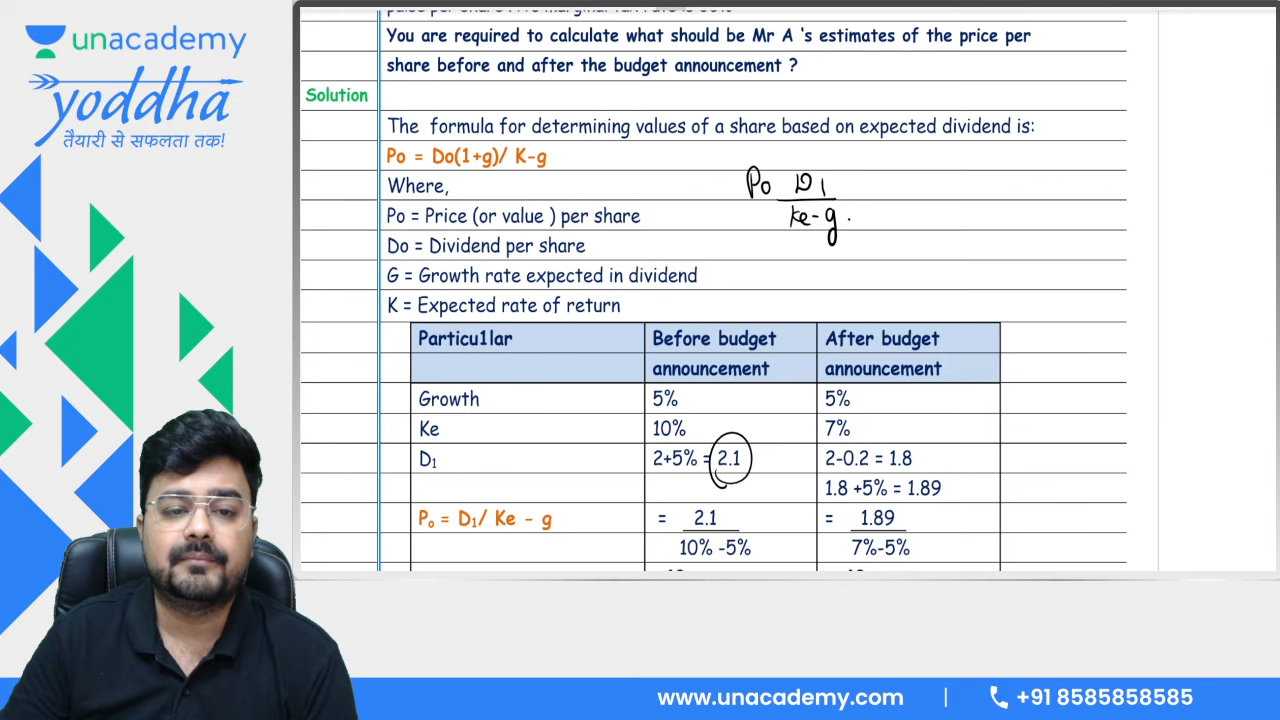 unacademy
yoddha
तैयारी से सफलता तक!
You are required to calculate what should be Mr A 's estimates of the price per
share before and after the budget announcement ?
Solution
The formula for determining values of a share based on expected dividend is:
Po = Do(1+g)/ K-g
Where,
Po = Price (or value ) per share
Do = Dividend per share
G = Growth rate expected in dividend
K = Expected rate of return
Po D1
ke-g.
Particu1lar Before budget announcement After budget announcement
Growth 5% 5%
Ke 10% 7%
D₁ 2+5% = 2.1 2-0.2 = 1.8
1.8 +5% = 1.89
Pₒ = D₁/ Ke - g = 2.1 = 1.89
10% -5% 7%-5%
www.unacademy.com | +91 8585858585